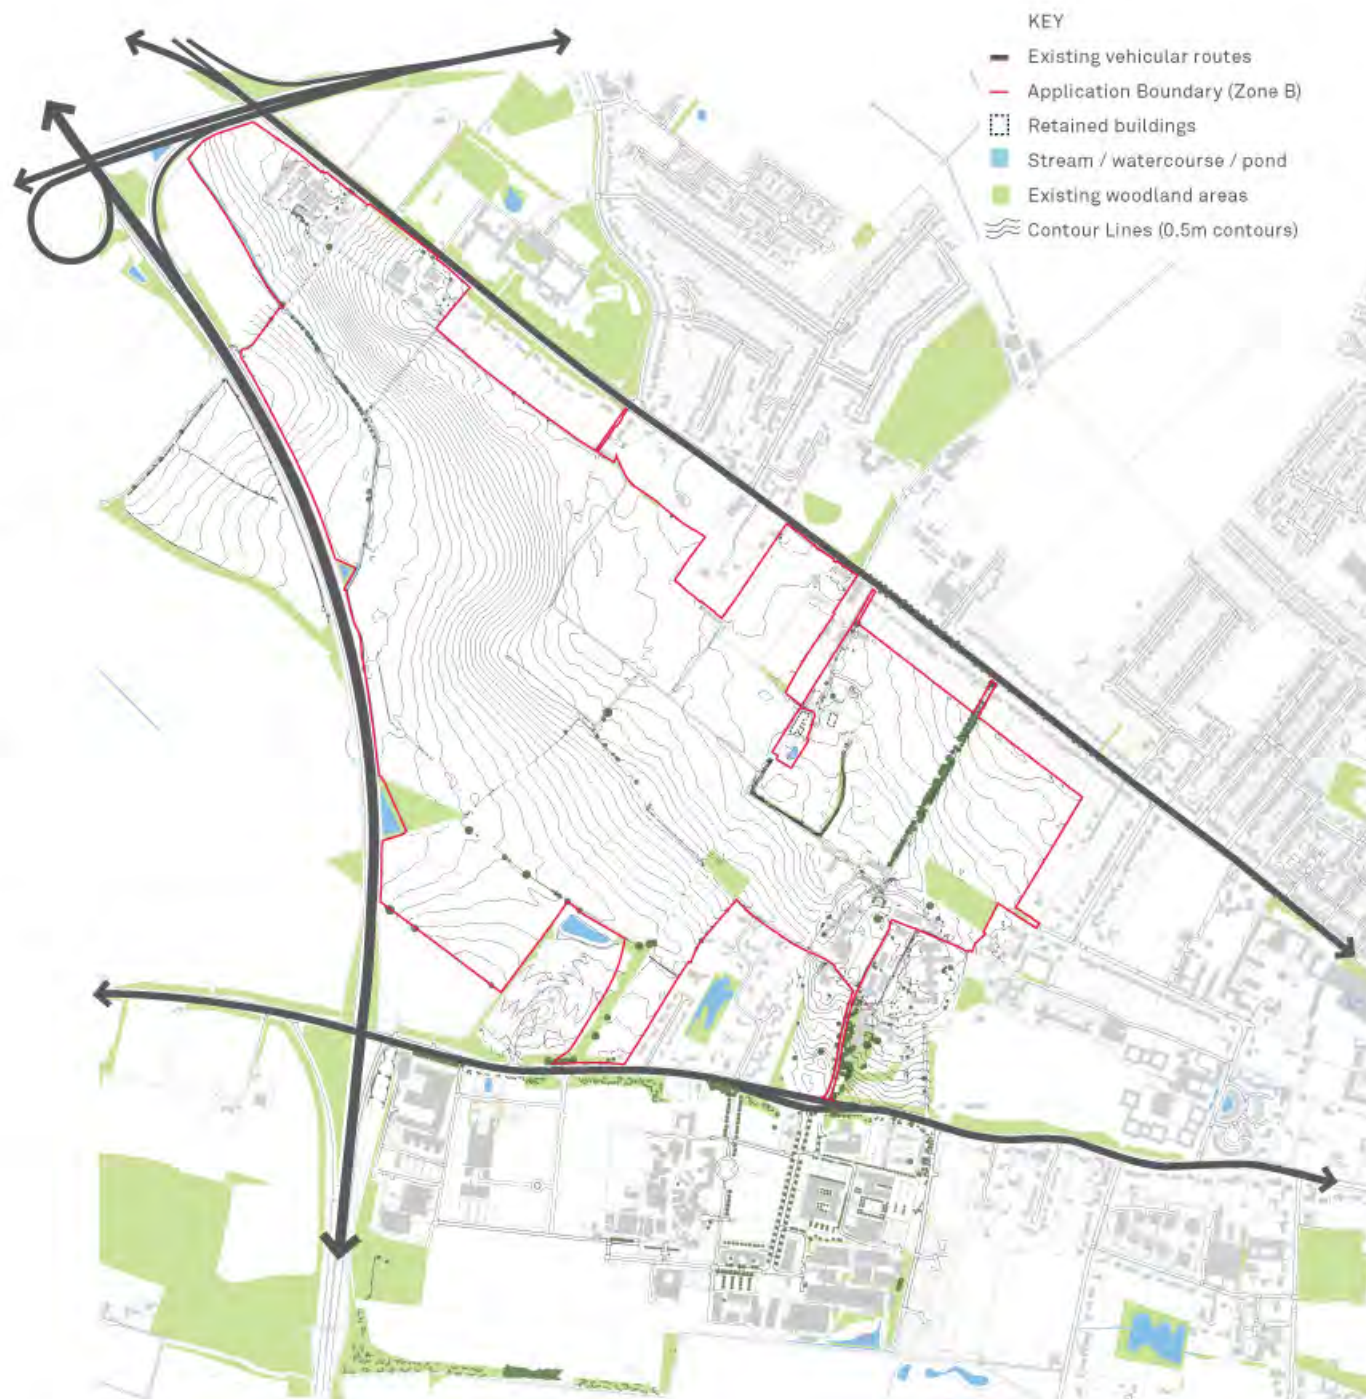 KEY
Existing vehicular routes
Application Boundary (Zone B)
Retained buildings
Stream / watercourse / pond
Existing woodland areas
Contour Lines (0.5m contours)